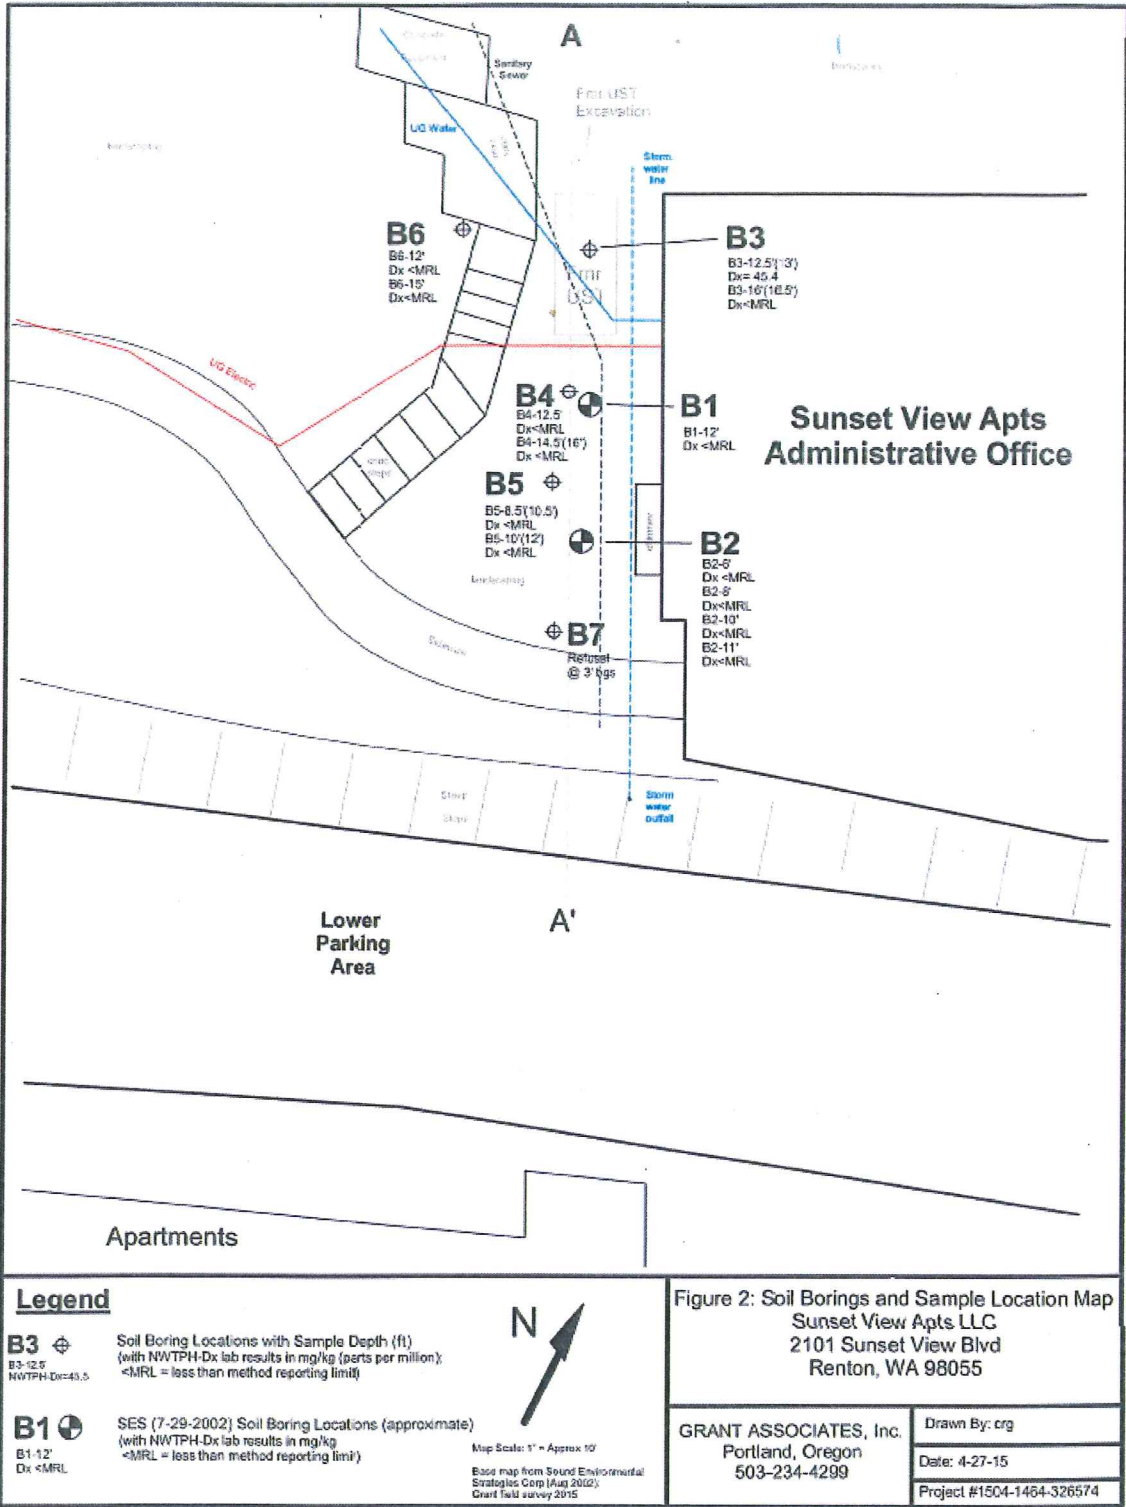 A
Sanitary
Sewer
Fmr UST
Excavation
UG Water
Storm
water
line
B6
B6-12'
Dx <MRL
B6-15'
Dx<MRL
B3
B3-12.5'(13')
Dx= 45.4
B3-16'(16.5')
Dx<MRL
Fmr
UST
UG Electric
B4
B4-12.5'
Dx<MRL
B4-14.5'(16')
Dx <MRL
B1
B1-12'
Dx <MRL
Sunset View Apts
Administrative Office
B5
B5-8.5'(10.5')
Dx <MRL
B5-10'(12')
Dx <MRL
B2
B2-6'
Dx <MRL
B2-8'
Dx<MRL
B2-10'
Dx<MRL
B2-11'
Dx<MRL
landscaping
B7
Refusal
@ 3' bgs
Sidewalk
Storm
water
outfall
A'
Lower
Parking
Area
Apartments
Legend
B3
B3-12.5'
NWTPH-Dx=45.5
Soil Boring Locations with Sample Depth (ft)
(with NWTPH-Dx lab results in mg/kg (parts per million);
<MRL = less than method reporting limit)
B1
B1-12'
Dx <MRL
SES (7-29-2002) Soil Boring Locations (approximate)
(with NWTPH-Dx lab results in mg/kg
<MRL = less than method reporting limit)
N
Map Scale: 1" = Approx 10'
Base map from Sound Environmental
Strategies Corp (Aug 2002);
Grant field survey 2015
Figure 2: Soil Borings and Sample Location Map
Sunset View Apts LLC
2101 Sunset View Blvd
Renton, WA 98055
GRANT ASSOCIATES, Inc.
Portland, Oregon
503-234-4299
Drawn By: crg
Date: 4-27-15
Project #1504-1464-326574